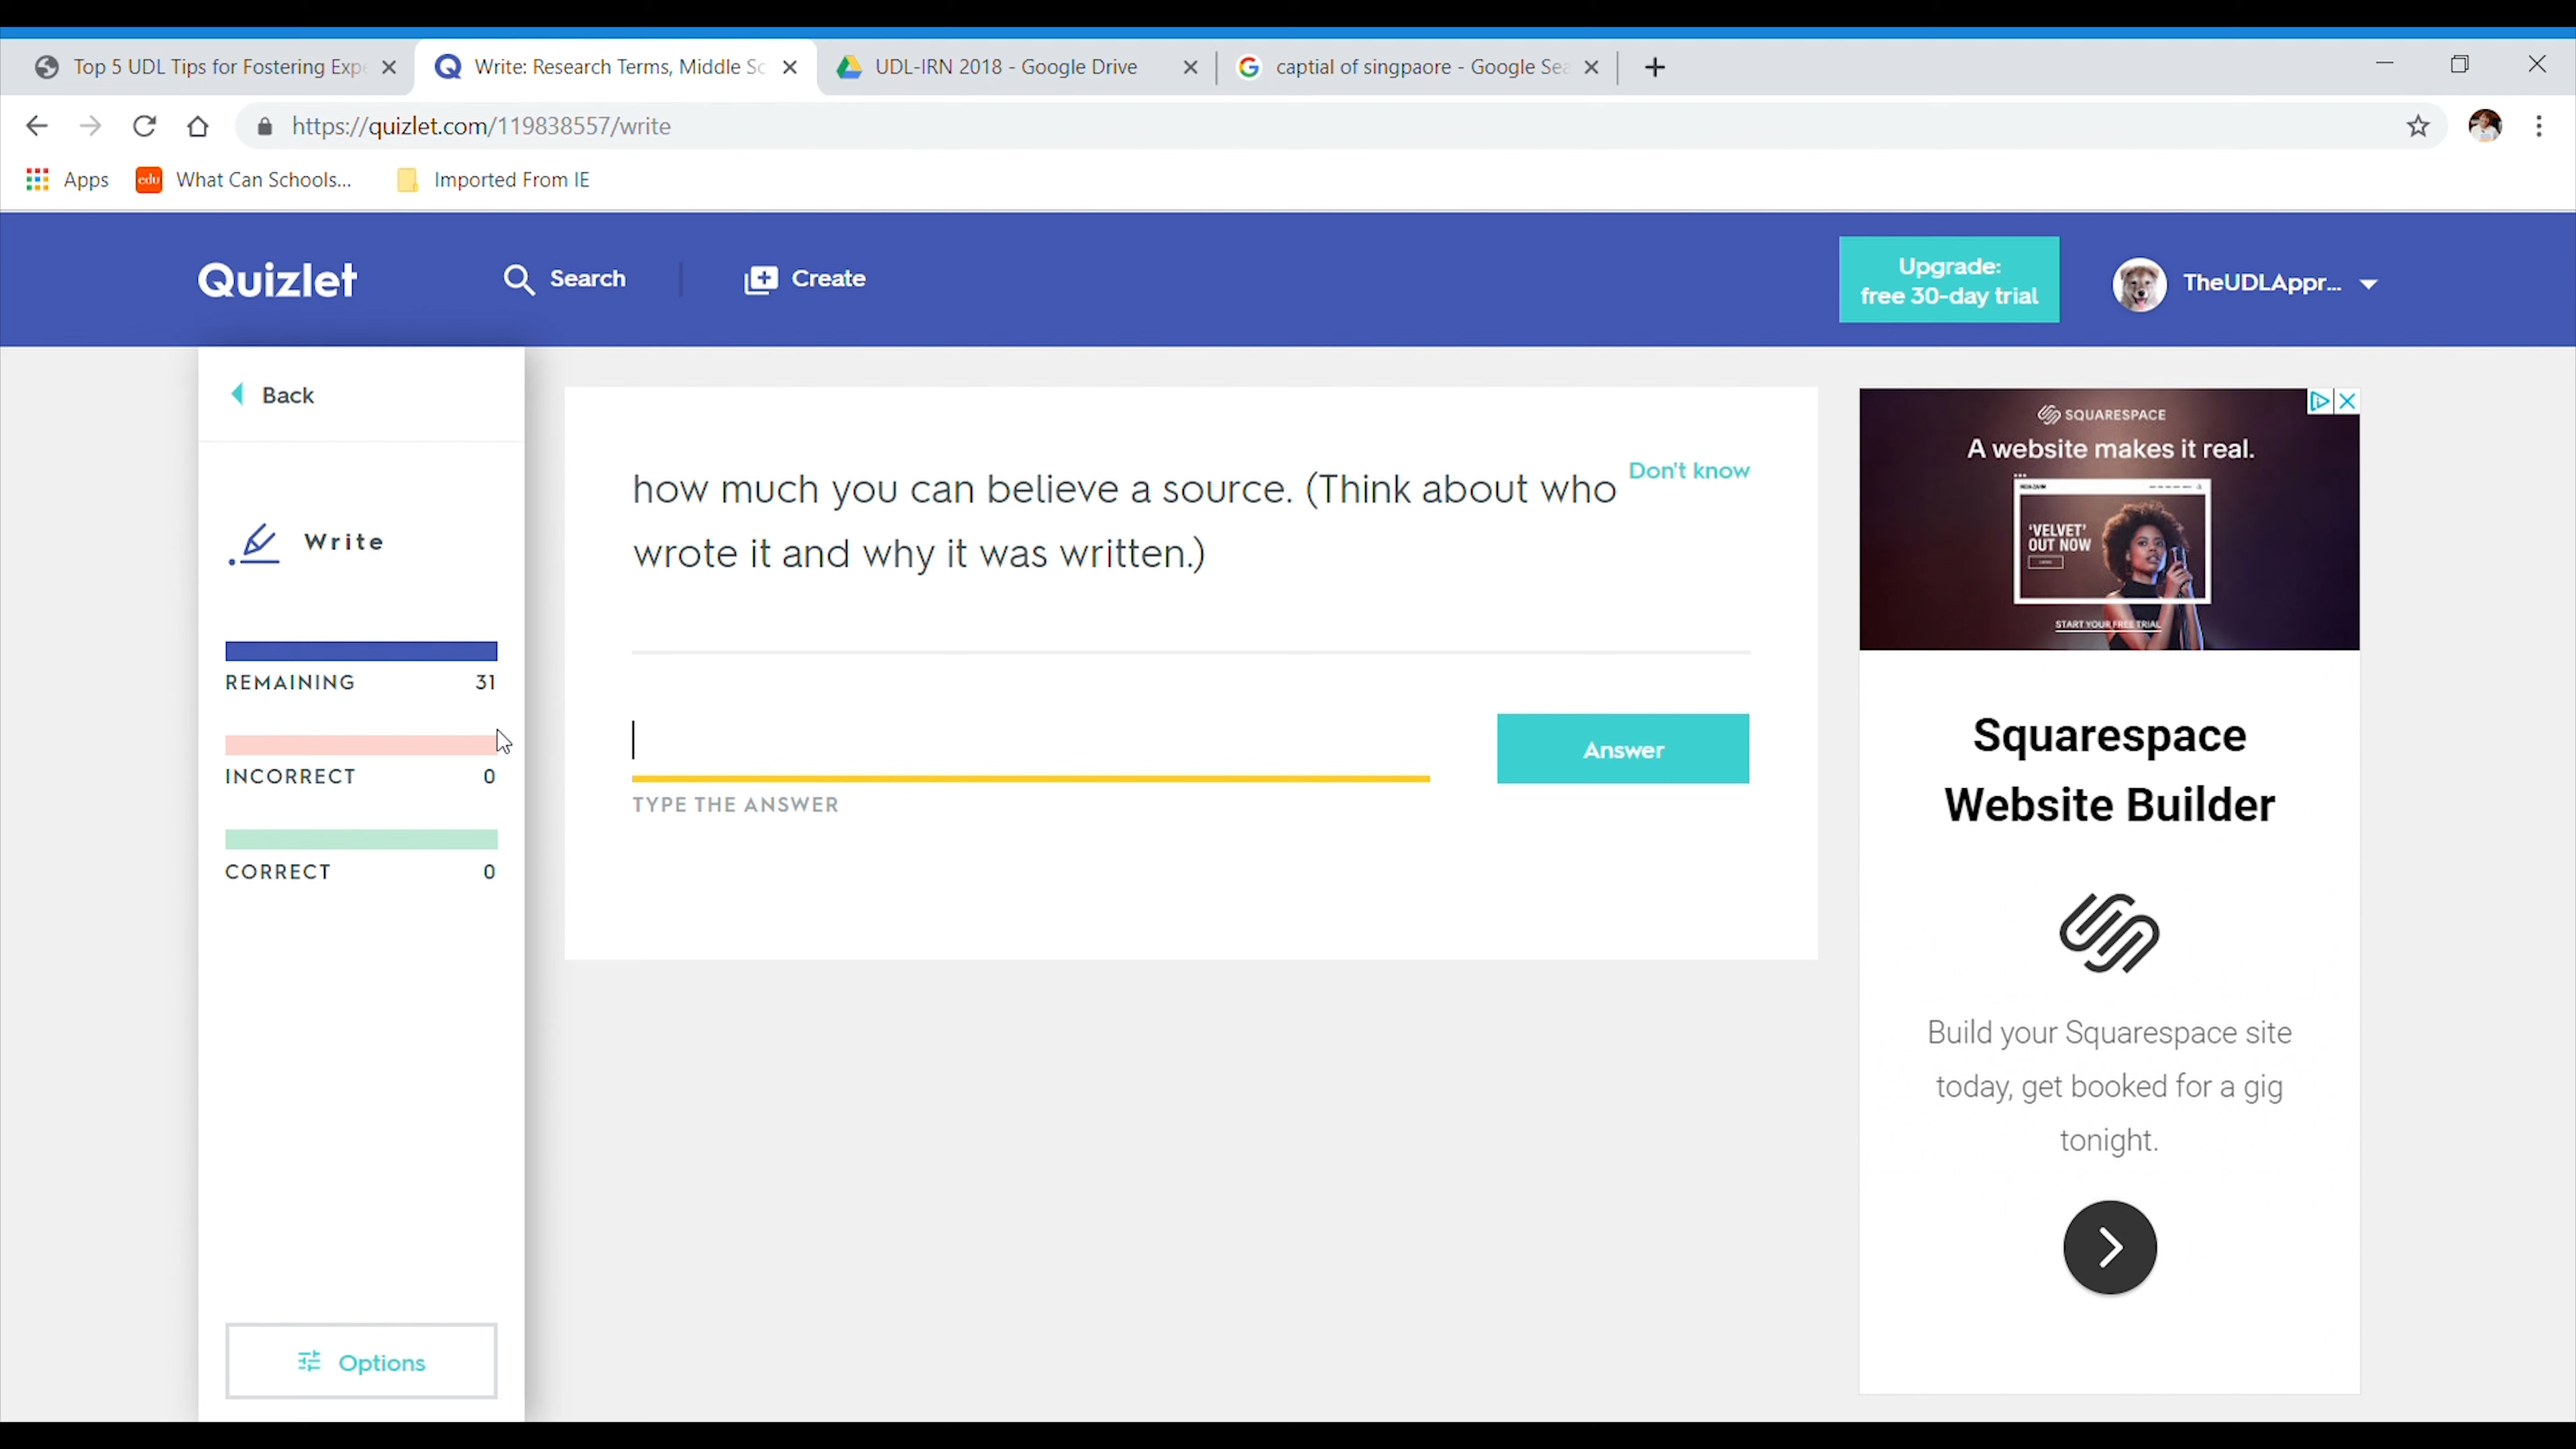 Top 5 UDL Tips for Fostering Expe
Write: Research Terms, Middle Sc
UDL-IRN 2018 - Google Drive
captial of singpaore - Google Sea
https://quizlet.com/119838557/write
Apps
edu
What Can Schools...
Imported From IE
Quizlet
Search
Create
Upgrade:
free 30-day trial
TheUDLAppr...
Back
Write
REMAINING 31
INCORRECT 0
CORRECT 0
Options
how much you can believe a source. (Think about who
wrote it and why it was written.)
Don't know
Answer
TYPE THE ANSWER
SQUARESPACE
A website makes it real.
'VELVET'
OUT NOW
START YOUR FREE TRIAL
Squarespace
Website Builder
Build your Squarespace site
today, get booked for a gig
tonight.